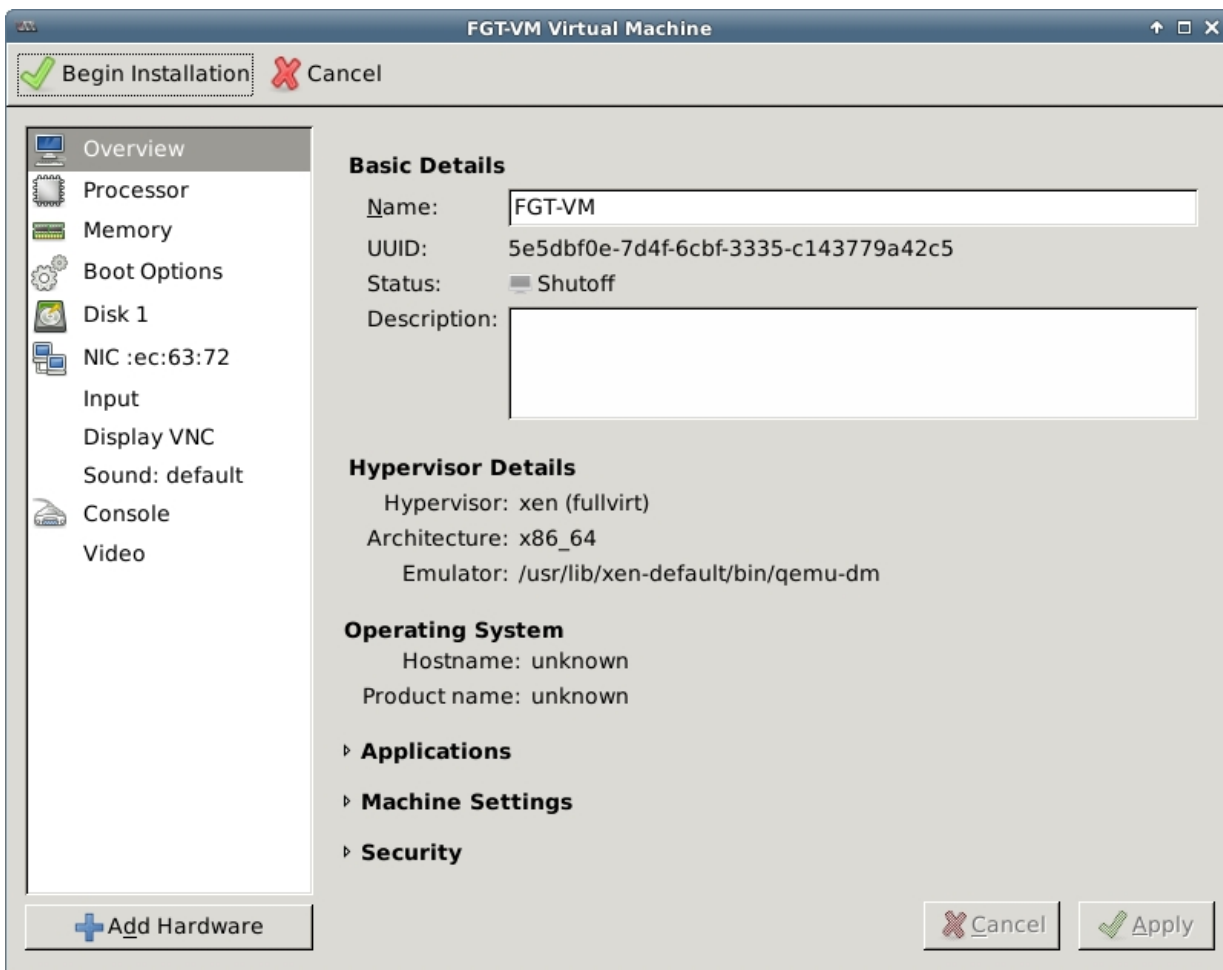 FGT-VM Virtual Machine
Begin Installation Cancel
Overview
Processor
Memory
Boot Options
Disk 1
NIC :ec:63:72
Input
Display VNC
Sound: default
Console
Video
Add Hardware
Basic Details
Name: FGT-VM
UUID: 5e5dbf0e-7d4f-6cbf-3335-c143779a42c5
Status: Shutoff
Description:
Hypervisor Details
Hypervisor: xen (fullvirt)
Architecture: x86_64
Emulator: /usr/lib/xen-default/bin/qemu-dm
Operating System
Hostname: unknown
Product name: unknown
Applications
Machine Settings
Security
Cancel Apply